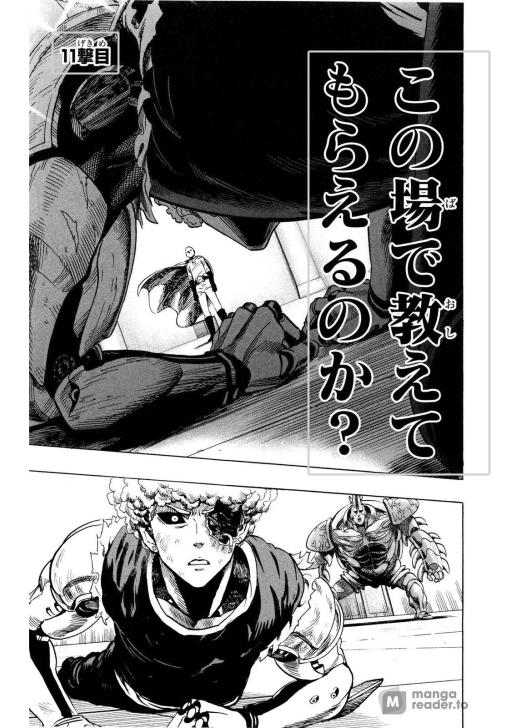 11撃目
げきめ
この場で教えて
ば
おし
もらえるのか?
M
manga
reader.to